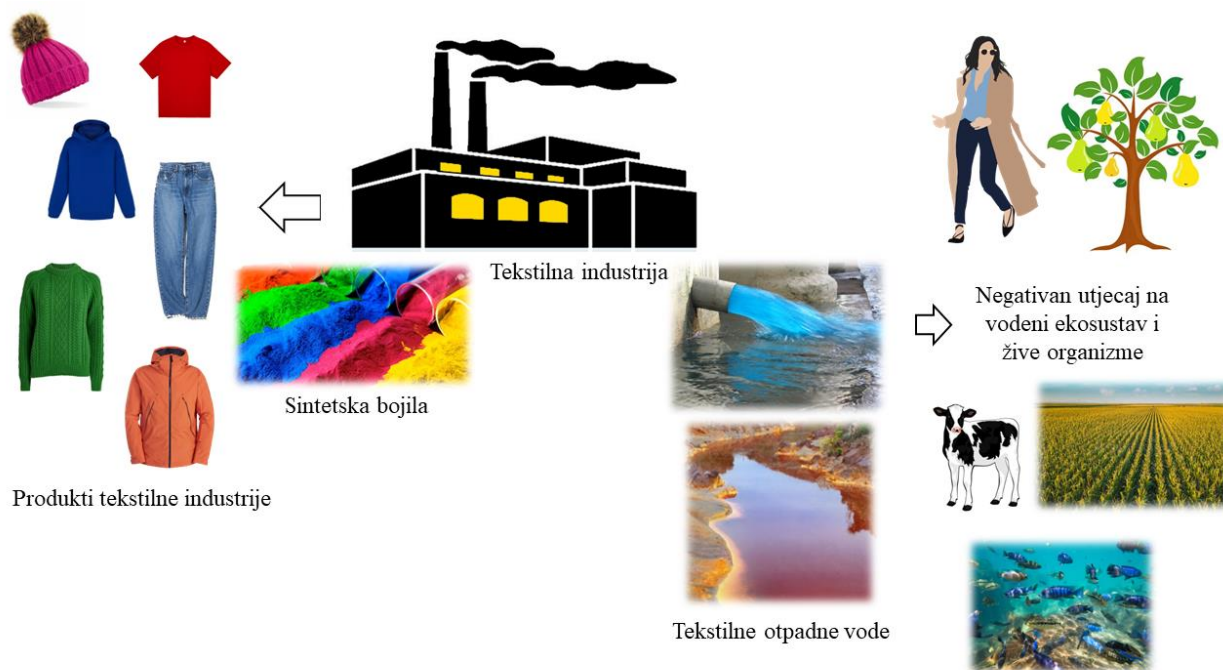 Tekstilna industrija
Sintetska bojila
Produkti tekstilne industrije
Negativan utjecaj na
vodeni ekosustav i
žive organizme
Tekstilne otpadne vode